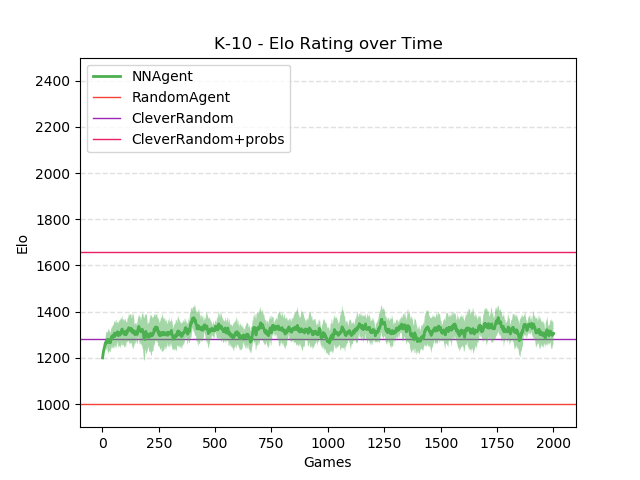 K-10 - Elo Rating over Time
NNAgent
RandomAgent
CleverRandom
CleverRandom+probs
2400
2200
2000
1800
1600
1400
1200
1000
Elo
0 250 500 750 1000 1250 1500 1750 2000
Games